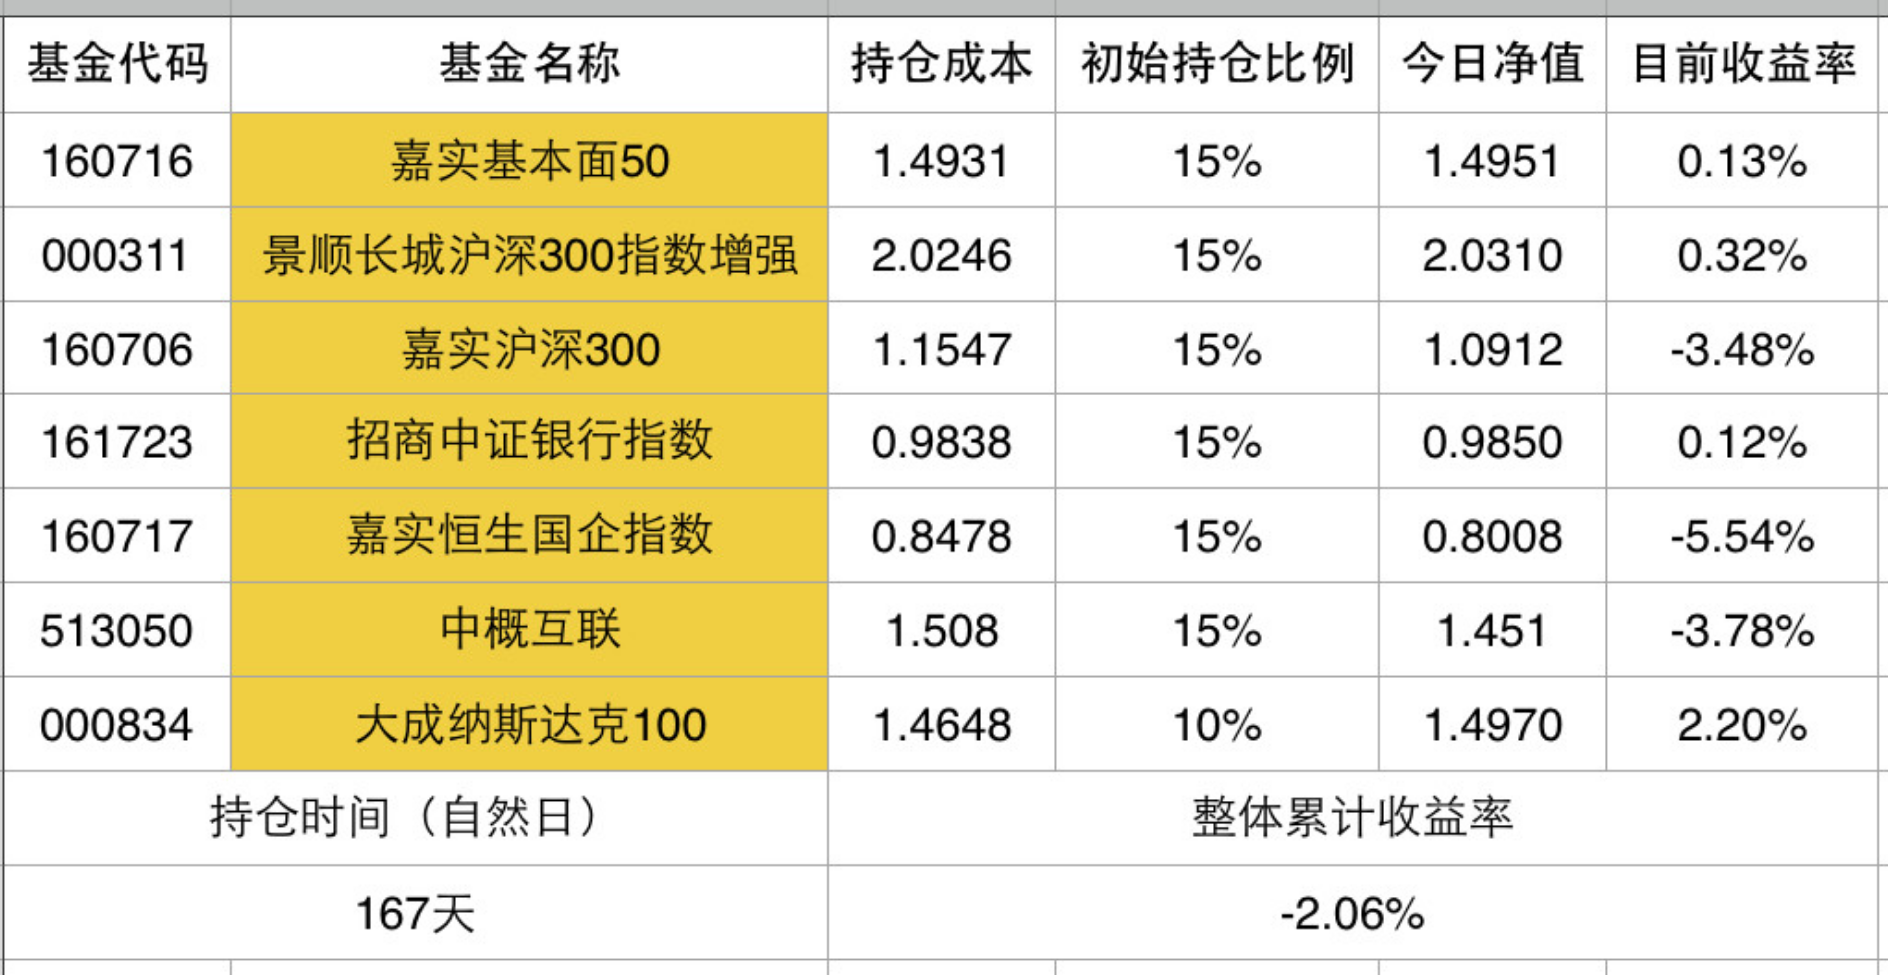 基金代码 基金名称 持仓成本 初始持仓比例 今日净值 目前收益率
160716 嘉实基本面50 1.4931 15% 1.4951 0.13%
000311 景顺长城沪深300指数增强 2.0246 15% 2.0310 0.32%
160706 嘉实沪深300 1.1547 15% 1.0912 -3.48%
161723 招商中证银行指数 0.9838 15% 0.9850 0.12%
160717 嘉实恒生国企指数 0.8478 15% 0.8008 -5.54%
513050 中概互联 1.508 15% 1.451 -3.78%
000834 大成纳斯达克100 1.4648 10% 1.4970 2.20%
持仓时间（自然日） 整体累计收益率
167天 -2.06%